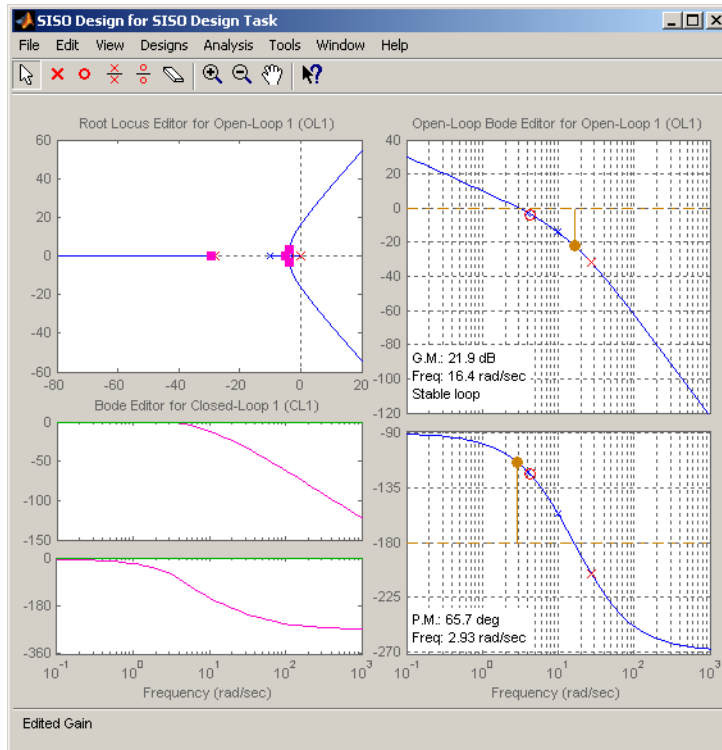 SISO Design for SISO Design Task
File Edit View Designs Analysis Tools Window Help
Root Locus Editor for Open-Loop 1 (OL1)
60
40
20
0
-20
-40
-60
-80 -60 -40 -20 0 20
Bode Editor for Closed-Loop 1 (CL1)
0
-50
-100
-150
0
-180
-360
10^-1 10^0 10^1 10^2 10^3
Frequency (rad/sec)
Open-Loop Bode Editor for Open-Loop 1 (OL1)
40
20
0
-20
-40
-60
-80
-100
-120
G.M.: 21.9 dB
Freq: 16.4 rad/sec
Stable loop
-90
-135
-180
-225
-270
P.M.: 65.7 deg
Freq: 2.93 rad/sec
10^-1 10^0 10^1 10^2 10^3
Frequency (rad/sec)
Edited Gain